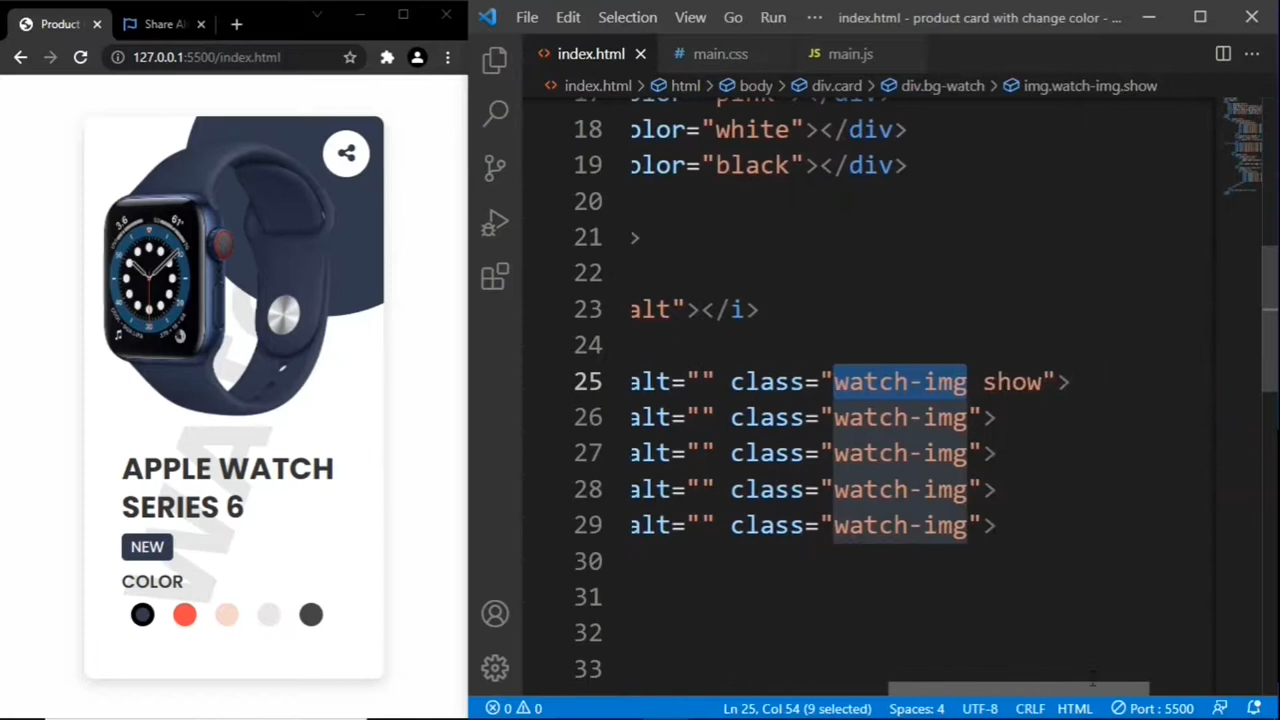 Product
Share Al
File Edit Selection View Go Run ··· index.html - product card with change color - ...
127.0.0.1:5500/index.html
index.html
# main.css
JS main.js
index.html > html > body > div.card > div.bg-watch > img.watch-img.show
18 olor="white"></div>
19 olor="black"></div>
20
21 >
22
23 alt"></i>
24
25 alt="" class="watch-img show">
26 alt="" class="watch-img">
27 alt="" class="watch-img">
28 alt="" class="watch-img">
29 alt="" class="watch-img">
30
31
32
33
APPLE WATCH
SERIES 6
NEW
COLOR
0 0 Ln 25, Col 54 (9 selected) Spaces: 4 UTF-8 CRLF HTML Port : 5500